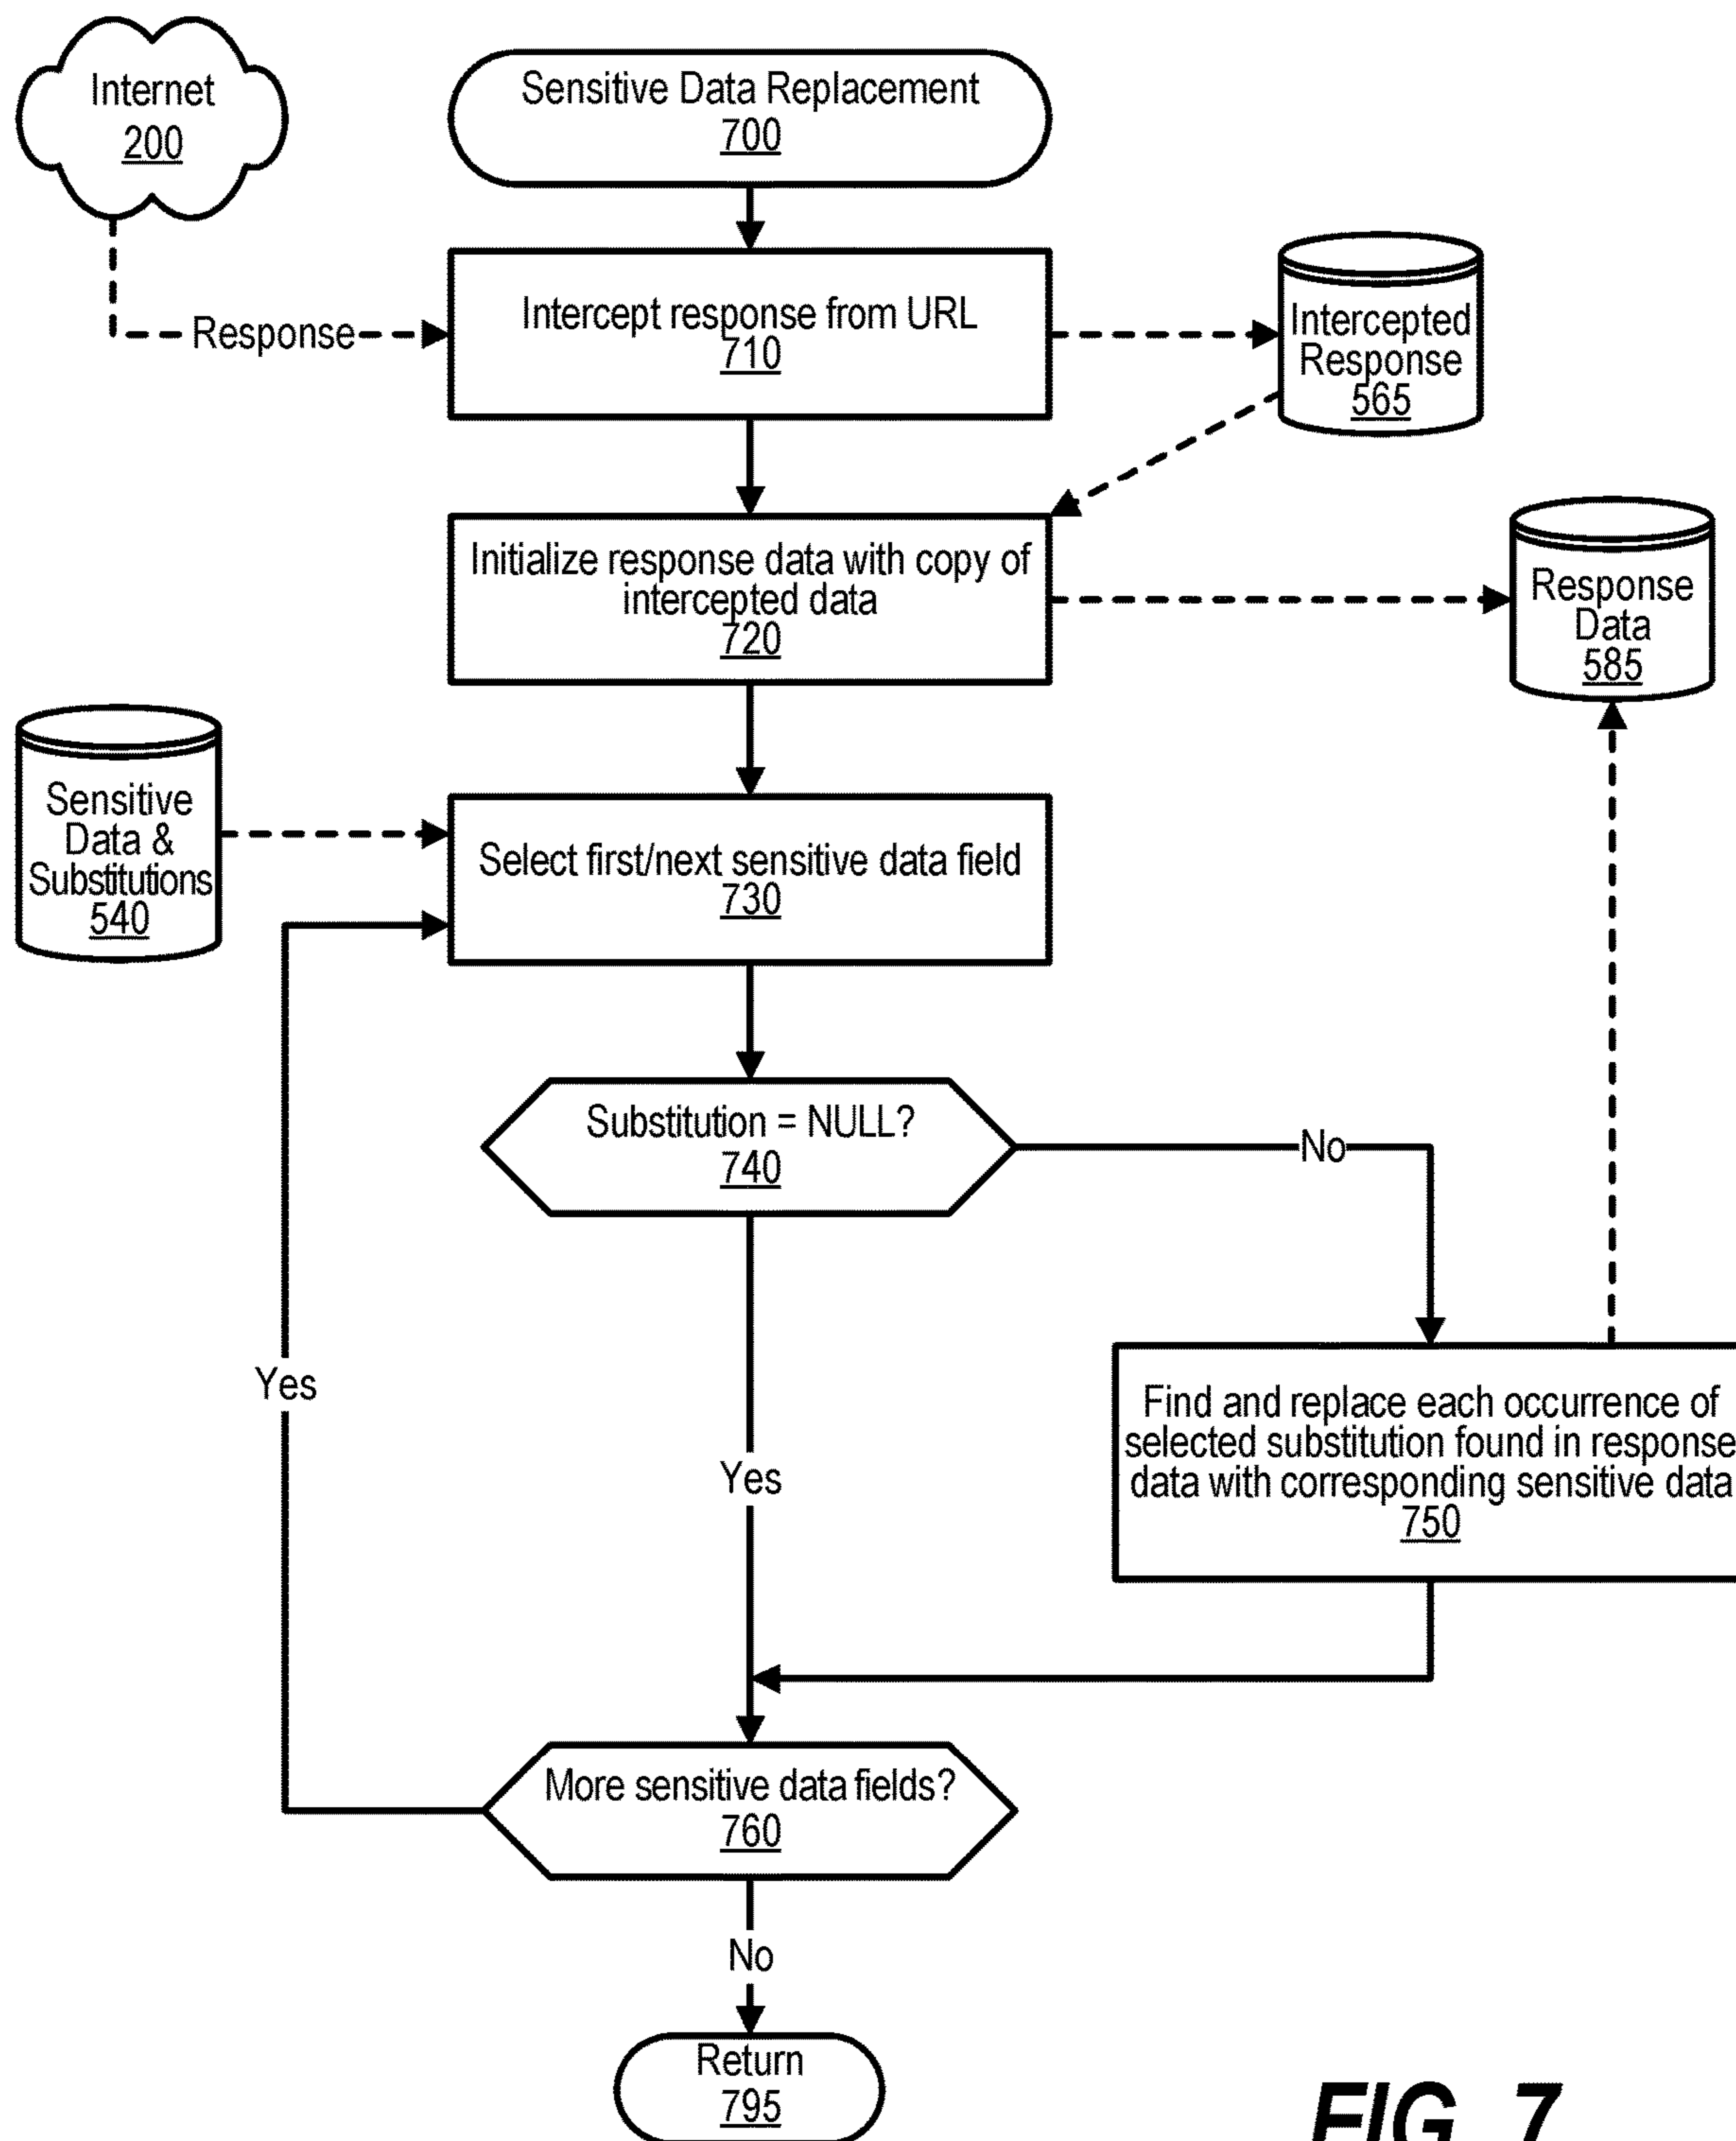 Internet
200
Sensitive Data Replacement
700
Response
Intercept response from URL
710
Intercepted
Response
565
Initialize response data with copy of
intercepted data
720
Response
Data
585
Sensitive
Data &
Substitutions
540
Select first/next sensitive data field
730
Substitution = NULL?
740
No
Yes
Yes
Find and replace each occurrence of
selected substitution found in response
data with corresponding sensitive data
750
More sensitive data fields?
760
No
Return
795
FIG. 7